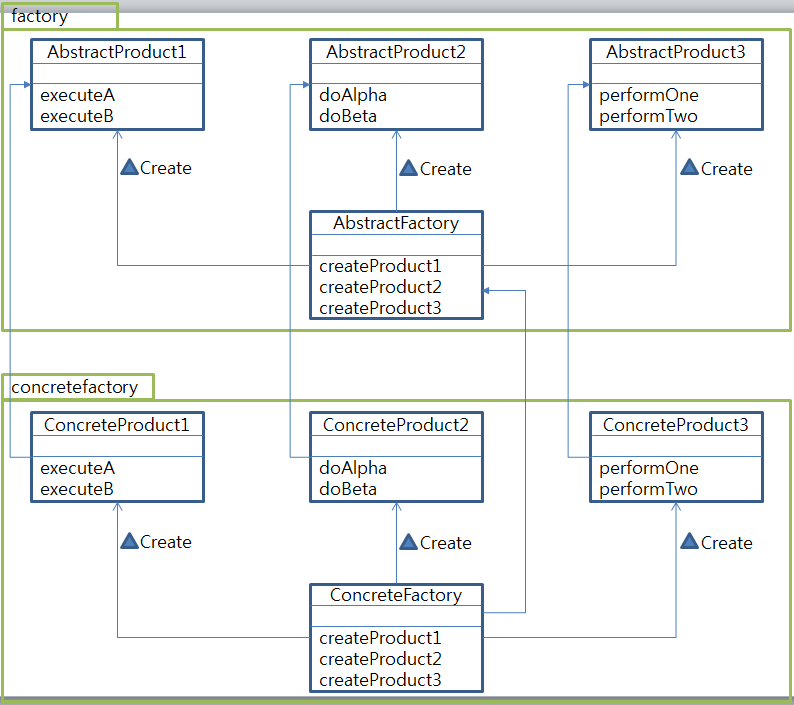 factory
AbstractProduct1
executeA
executeB
AbstractProduct2
doAlpha
doBeta
AbstractProduct3
performOne
performTwo
Create
Create
Create
AbstractFactory
createProduct1
createProduct2
createProduct3
concretefactory
ConcreteProduct1
executeA
executeB
ConcreteProduct2
doAlpha
doBeta
ConcreteProduct3
performOne
performTwo
Create
Create
Create
ConcreteFactory
createProduct1
createProduct2
createProduct3